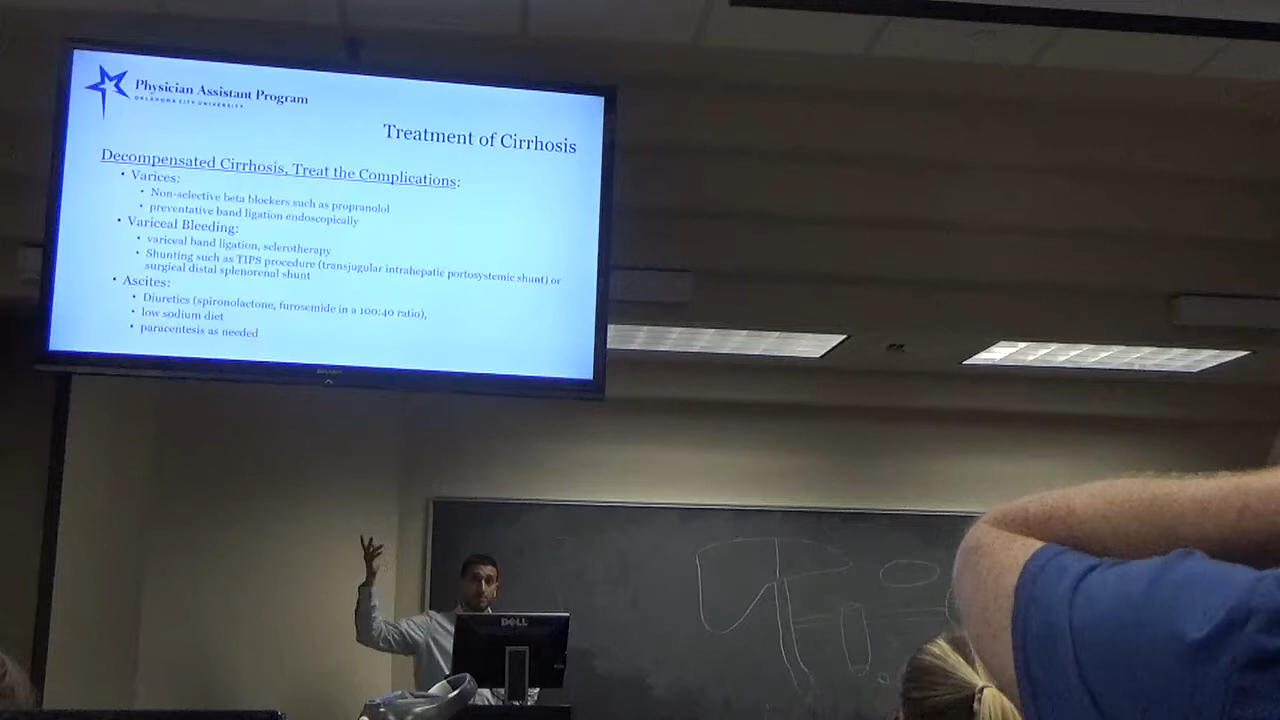 Physician Assistant Program
OKLAHOMA CITY UNIVERSITY
Treatment of Cirrhosis
Decompensated Cirrhosis, Treat the Complications:
• Varices:
• Non-selective beta blockers such as propranolol
• preventative band ligation endoscopically
• Variceal Bleeding:
• variceal band ligation, sclerotherapy
• Shunting such as TIPS procedure (transjugular intrahepatic portosystemic shunt) or
surgical distal splenorenal shunt
• Ascites:
• Diuretics (spironolactone, furosemide in a 100:40 ratio),
• low sodium diet
• paracentesis as needed
SHARP
DELL